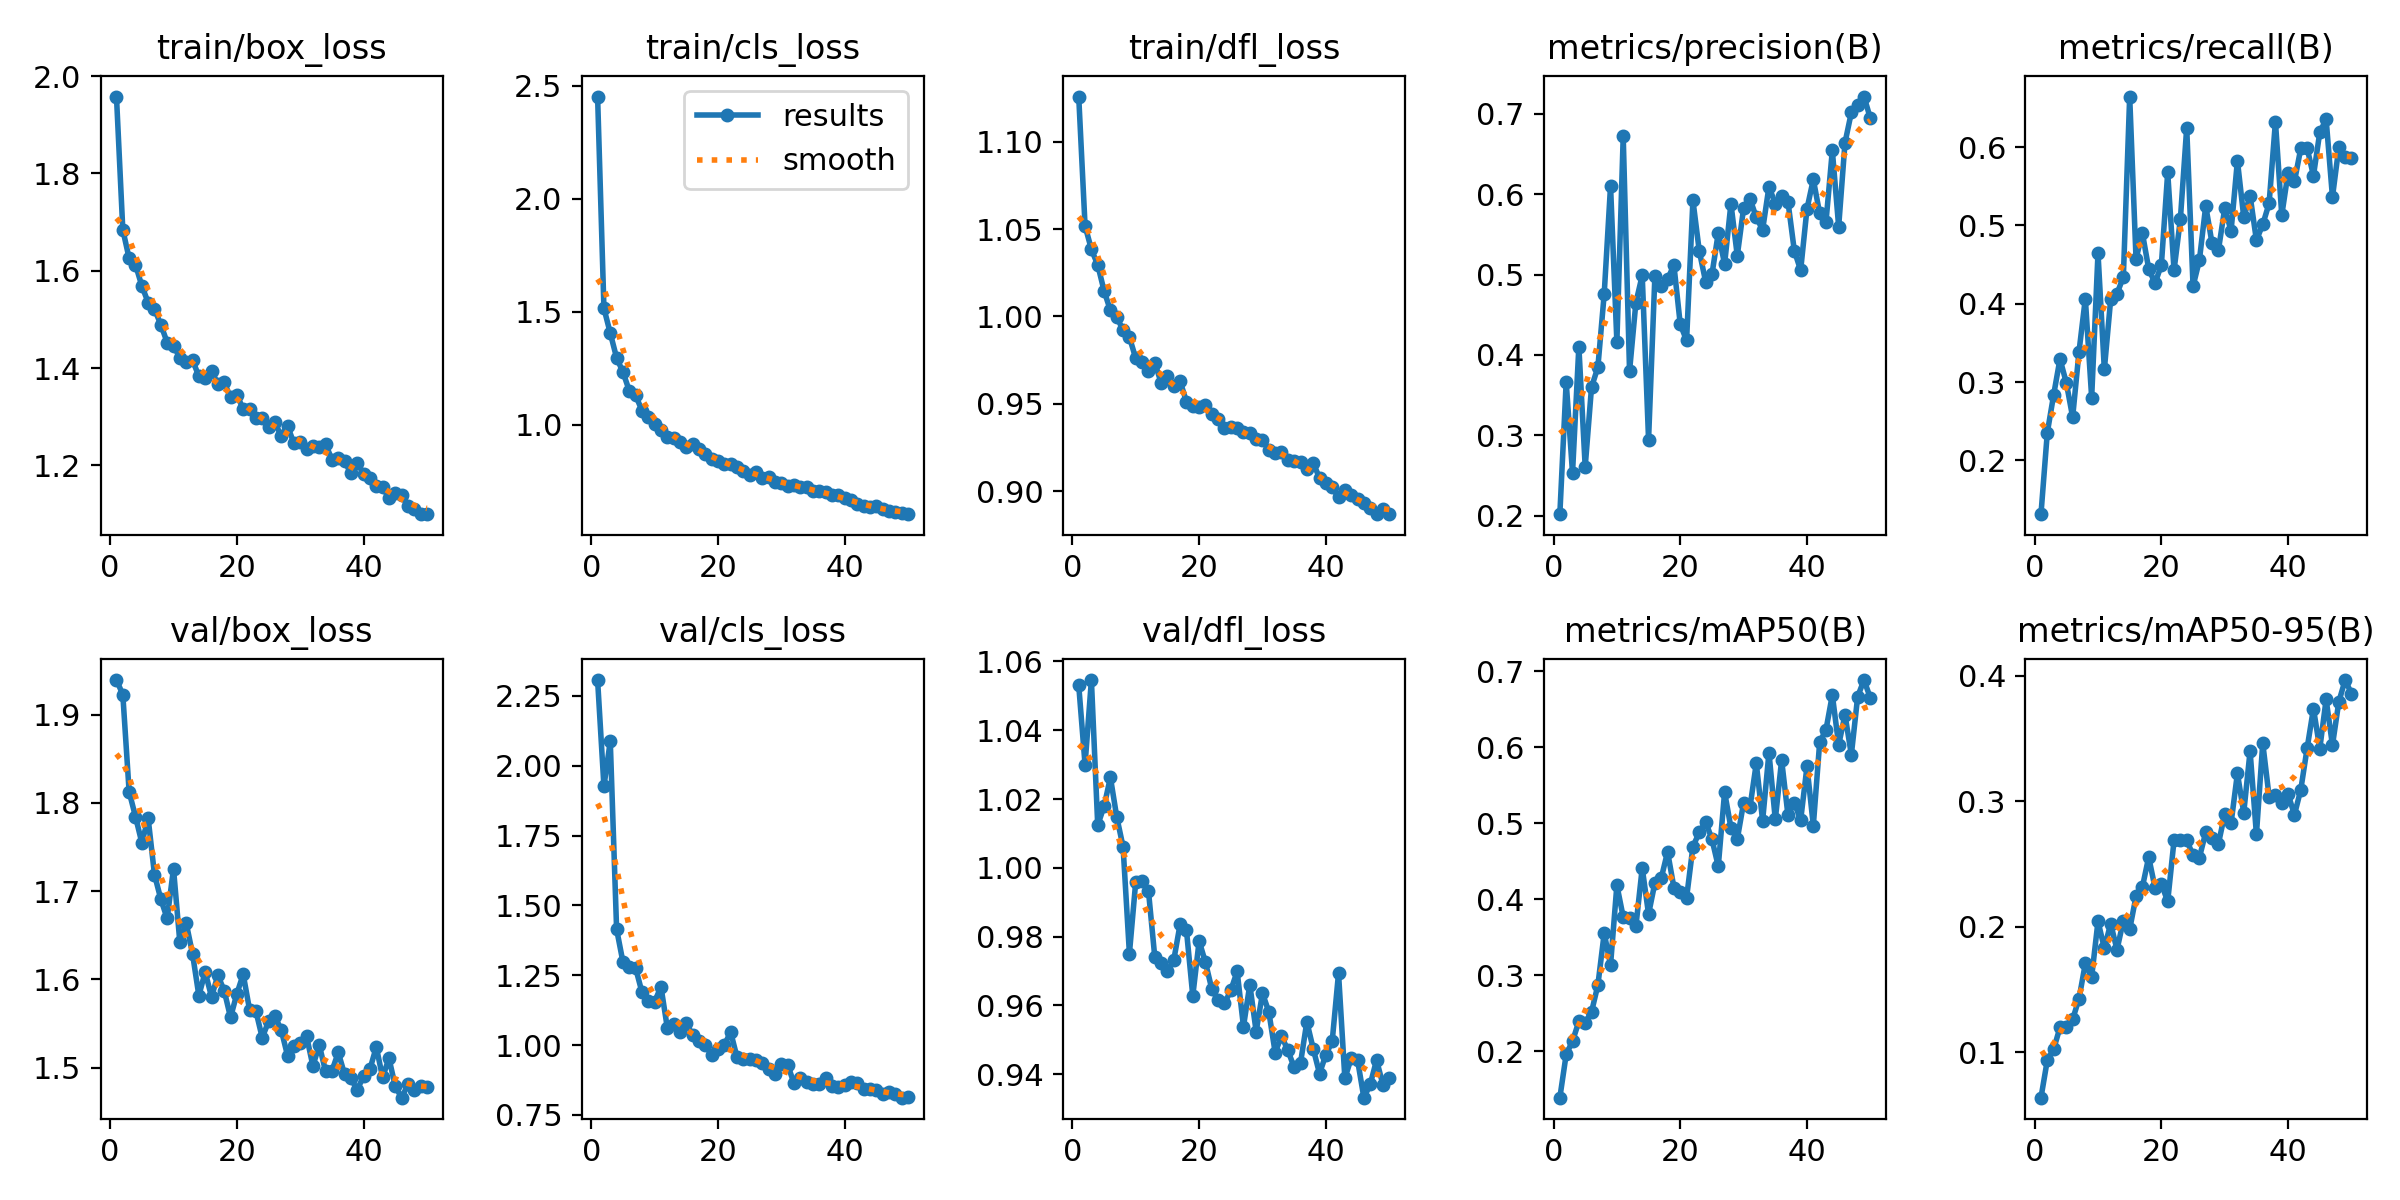 train/box_loss
2.0
1.8
1.6
1.4
1.2
0 20 40
train/cls_loss
2.5
2.0
1.5
1.0
results
smooth
0 20 40
train/dfl_loss
1.10
1.05
1.00
0.95
0.90
0 20 40
metrics/precision(B)
0.7
0.6
0.5
0.4
0.3
0.2
0 20 40
metrics/recall(B)
0.6
0.5
0.4
0.3
0.2
0 20 40
val/box_loss
1.9
1.8
1.7
1.6
1.5
0 20 40
val/cls_loss
2.25
2.00
1.75
1.50
1.25
1.00
0.75
0 20 40
val/dfl_loss
1.06
1.04
1.02
1.00
0.98
0.96
0.94
0 20 40
metrics/mAP50(B)
0.7
0.6
0.5
0.4
0.3
0.2
0 20 40
metrics/mAP50-95(B)
0.4
0.3
0.2
0.1
0 20 40